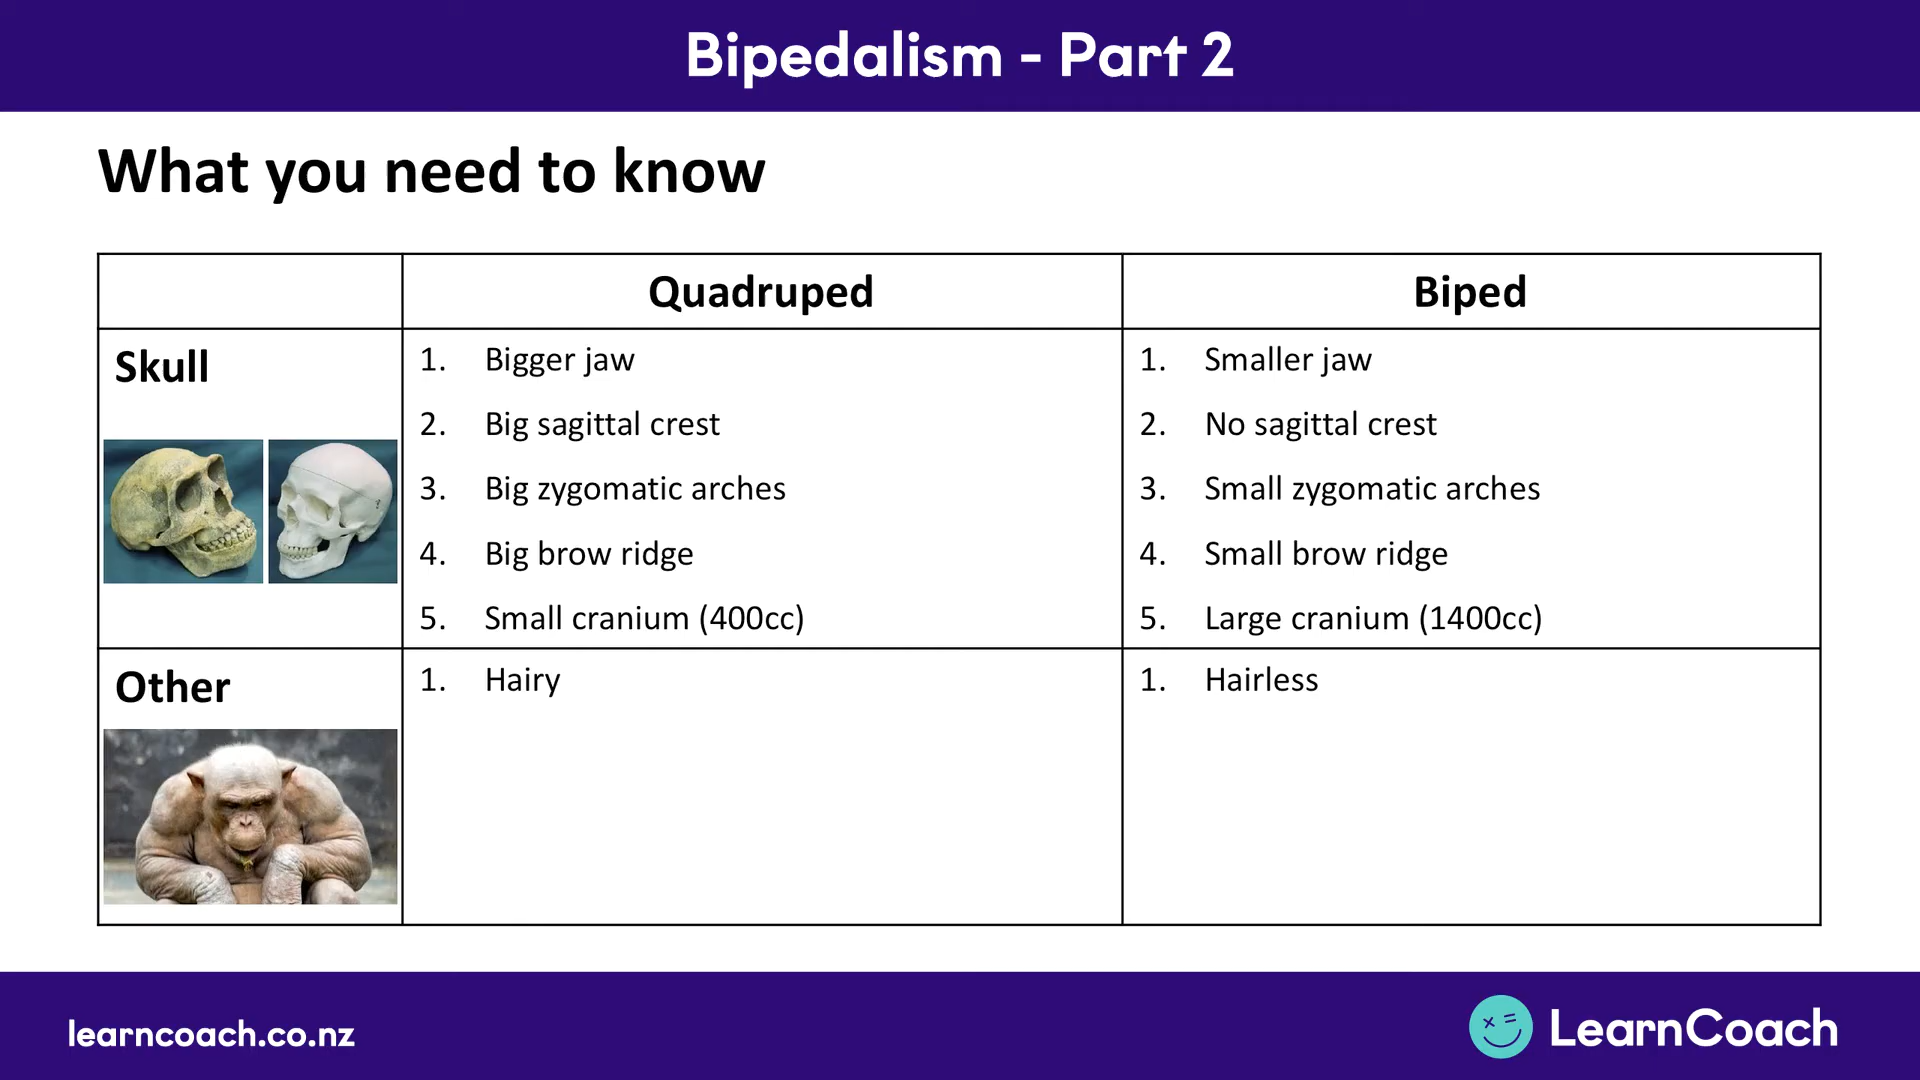 Bipedalism - Part 2
What you need to know
Quadruped
Biped
Skull
1. Bigger jaw
2. Big sagittal crest
3. Big zygomatic arches
4. Big brow ridge
5. Small cranium (400cc)
1. Smaller jaw
2. No sagittal crest
3. Small zygomatic arches
4. Small brow ridge
5. Large cranium (1400cc)
Other
1. Hairy
1. Hairless
learncoach.co.nz
LearnCoach